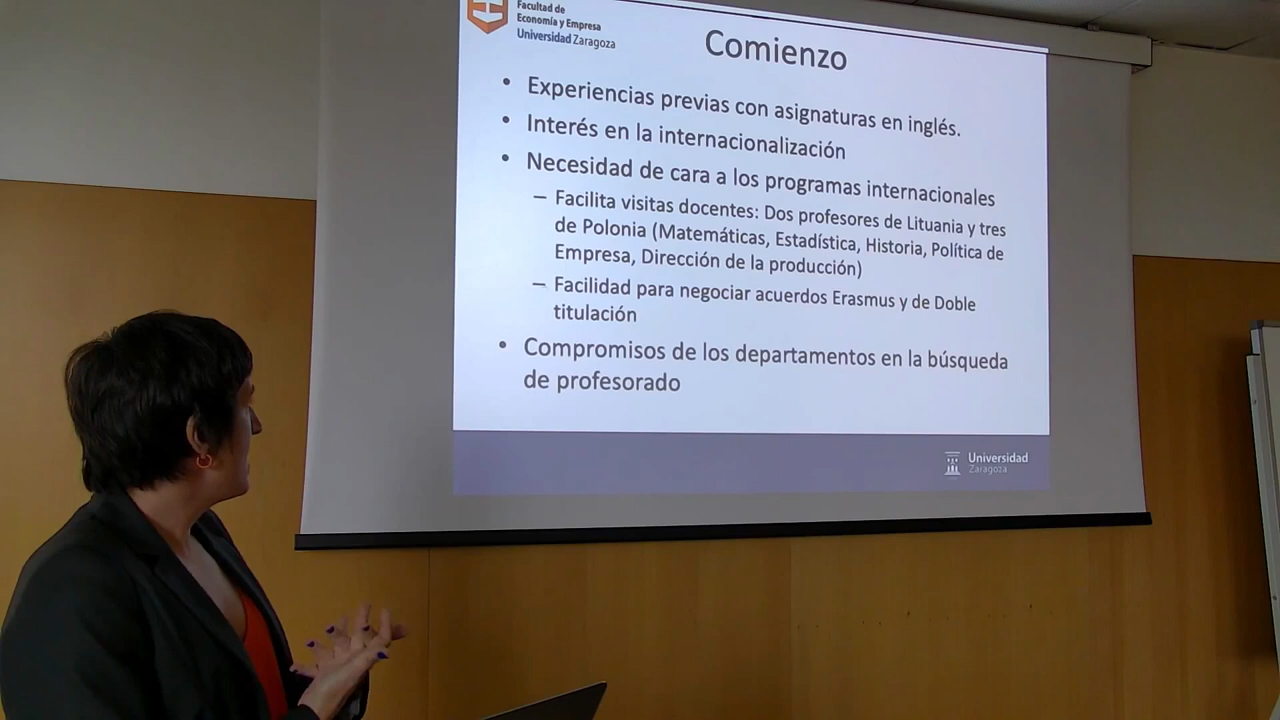 Facultad de
Economía y Empresa
Universidad Zaragoza
Comienzo
• Experiencias previas con asignaturas en inglés.
• Interés en la internacionalización
• Necesidad de cara a los programas internacionales
– Facilita visitas docentes: Dos profesores de Lituania y tres
de Polonia (Matemáticas, Estadística, Historia, Política de
Empresa, Dirección de la producción)
– Facilidad para negociar acuerdos Erasmus y de Doble
titulación
• Compromisos de los departamentos en la búsqueda
de profesorado
Universidad
Zaragoza